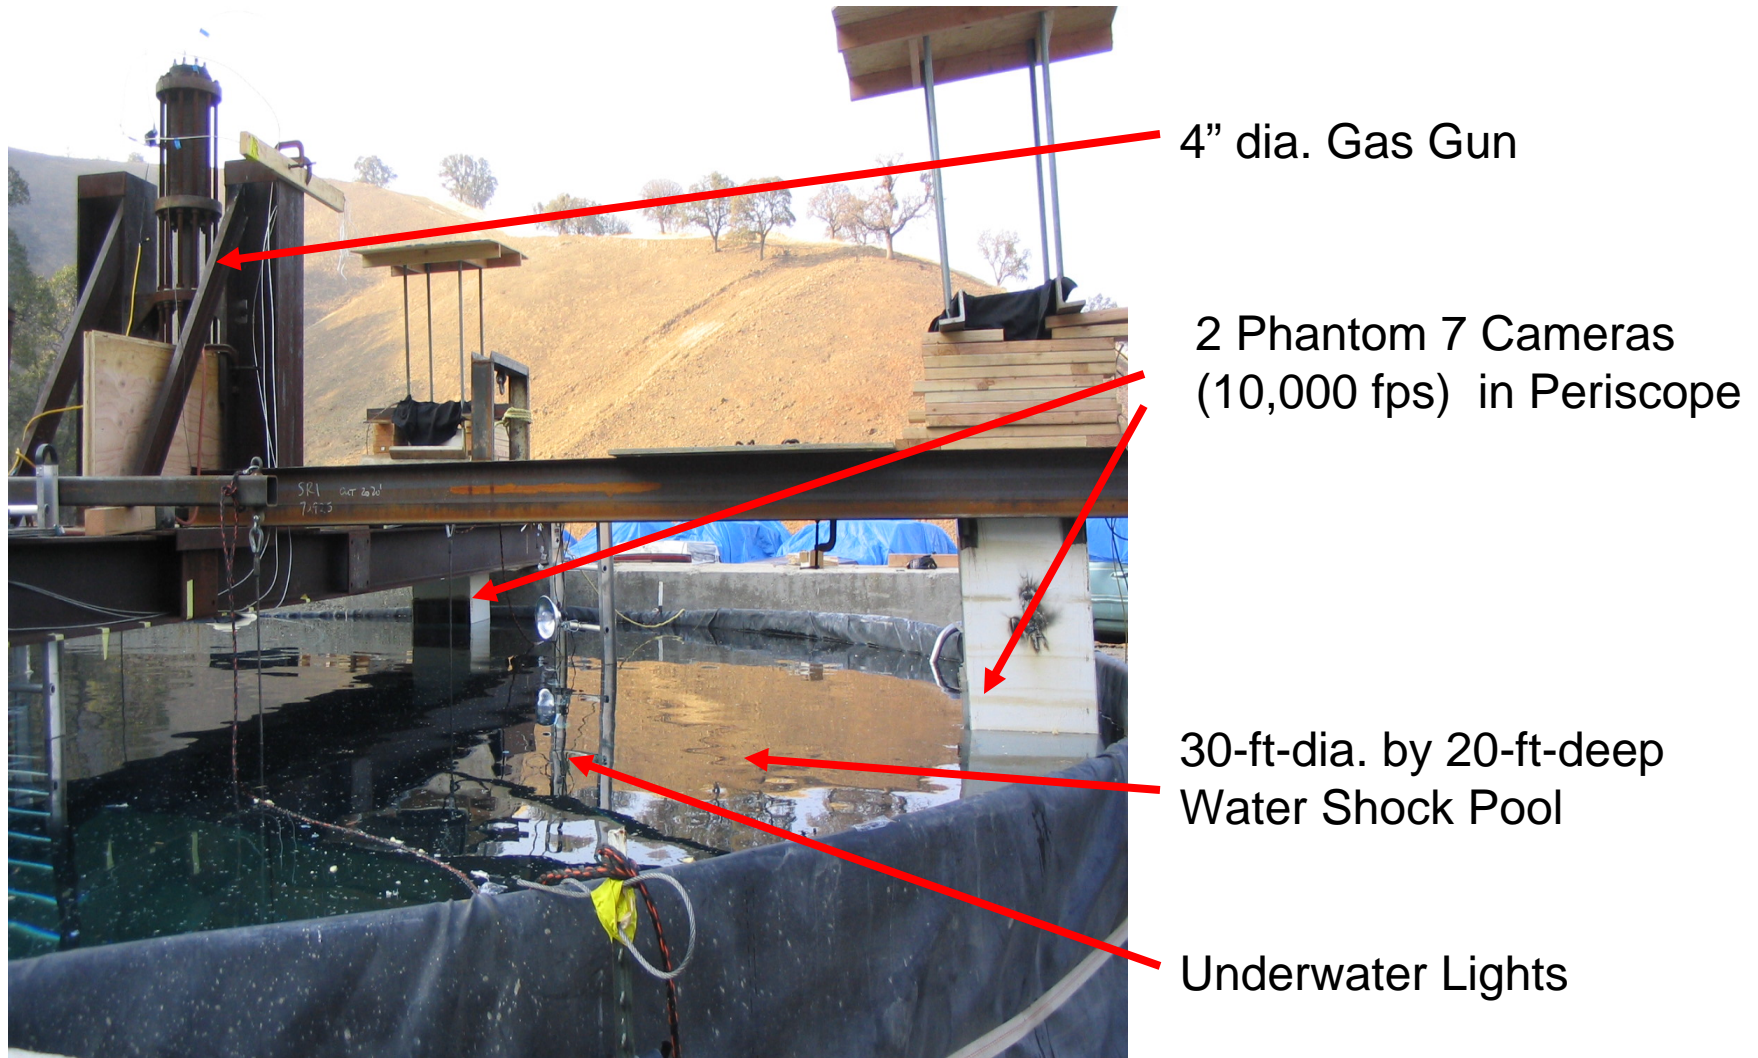 4” dia. Gas Gun
2 Phantom 7 Cameras
(10,000 fps) in Periscope
30-ft-dia. by 20-ft-deep
Water Shock Pool
Underwater Lights
SRI